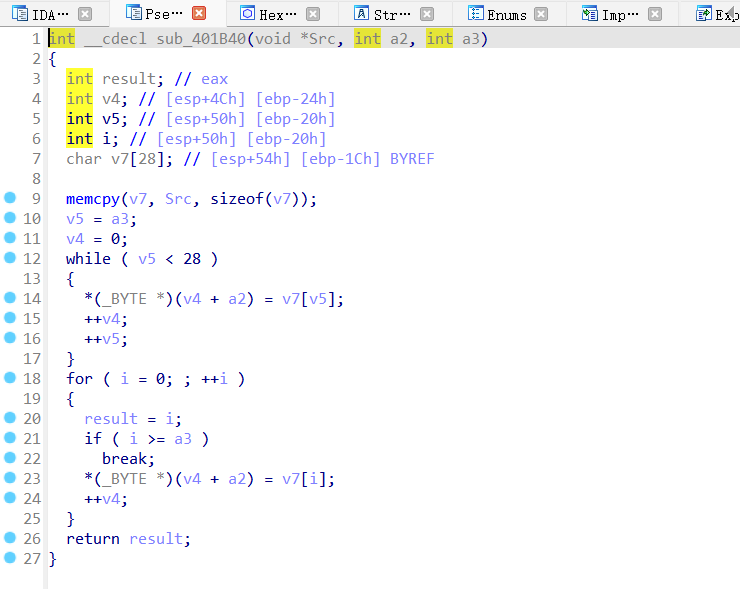 IDA··· Pse··· Hex··· Str··· Enums Imp··· Exp
1 int __cdecl sub_401B40(void *Src, int a2, int a3)
2 {
3   int result; // eax
4   int v4; // [esp+4Ch] [ebp-24h]
5   int v5; // [esp+50h] [ebp-20h]
6   int i; // [esp+50h] [ebp-20h]
7   char v7[28]; // [esp+54h] [ebp-1Ch] BYREF
8
9   memcpy(v7, Src, sizeof(v7));
10   v5 = a3;
11   v4 = 0;
12   while ( v5 < 28 )
13   {
14     *(_BYTE *)(v4 + a2) = v7[v5];
15     ++v4;
16     ++v5;
17   }
18   for ( i = 0; ; ++i )
19   {
20     result = i;
21     if ( i >= a3 )
22       break;
23     *(_BYTE *)(v4 + a2) = v7[i];
24     ++v4;
25   }
26   return result;
27 }